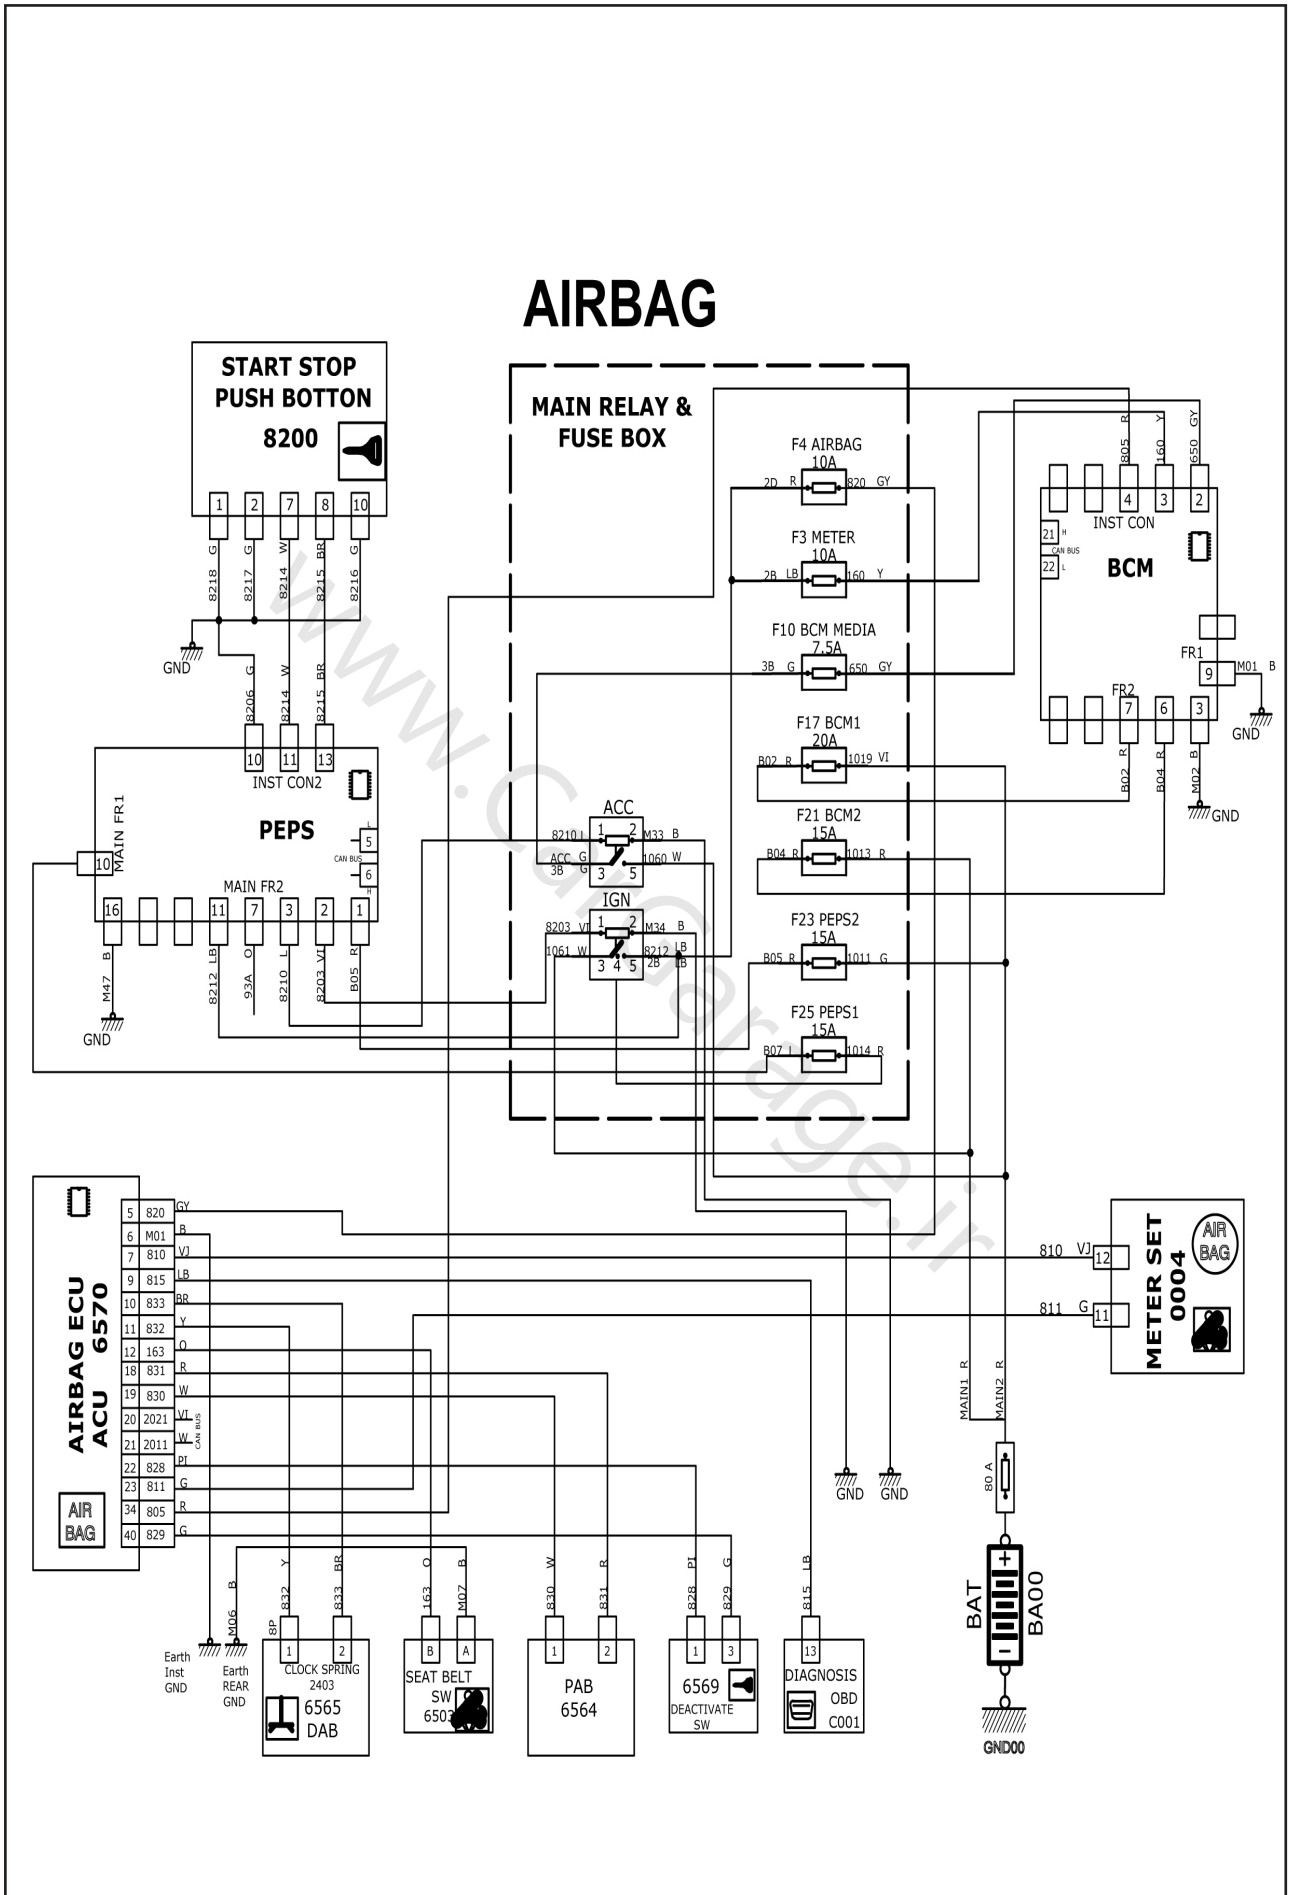 AIRBAG
START STOP
PUSH BOTTON
8200
1 2 7 8 10
8218 G
8217 G
8214 W
8215 BR
8216 G
GND
8206 G
8214 W
8215 BR
10 11 13
INST CON2
MAIN FR1
10
PEPS
L
5
CAN BUS
6
H
MAIN FR2
16 11 7 3 2 1
M47 B
8212 LB
93A O
8210 L
8203 VI
B05 R
GND
MAIN RELAY &
FUSE BOX
F4 AIRBAG
10A
2D R 820 GY
F3 METER
10A
2B LB 160 Y
F10 BCM MEDIA
7.5A
3B G 650 GY
F17 BCM1
20A
B02 R 1019 VI
F21 BCM2
15A
B04 R 1013 R
F23 PEPS2
15A
B05 R 1011 G
F25 PEPS1
15A
B07 L 1014 R
ACC
8210 L 1 2 M33 B
ACC G 1060 W
3B G 3 5
IGN
8203 VI 1 2 M34 B
1061 W 8212 LB
3 4 5 2B LB
805 R
160 Y
650 GY
4 3 2
INST CON
21 H
CAN BUS
22 L
BCM
FR1
9 M01 B
GND
FR2
7 6 3
B02 R
B04 R
M02 B
GND
AIRBAG ECU
ACU 6570
AIR
BAG
5 820 GY
6 M01 B
7 810 VJ
9 815 LB
10 833 BR
11 832 Y
12 163 O
18 831 R
19 830 W
20 2021 VI
21 2011 W
CAN BUS
22 828 PI
23 811 G
34 805 R
40 829 G
810 VJ 12
811 G 11
METER SET
0004
AIR
BAG
MAIN1 R
MAIN2 R
80 A
GND
GND
BAT
BA00
+
-
GND00
Earth
Inst
GND
M06 B
Earth
REAR
GND
8P
832 Y
833 BR
1 2
CLOCK SPRING
2403
6565
DAB
163 O
M07 B
B A
SEAT BELT
SW
6503
830 W
831 R
1 2
PAB
6564
828 PI
829 G
1 3
6569
DEACTIVATE
SW
815 LB
13
DIAGNOSIS
OBD
C001
www.CarGarage.ir